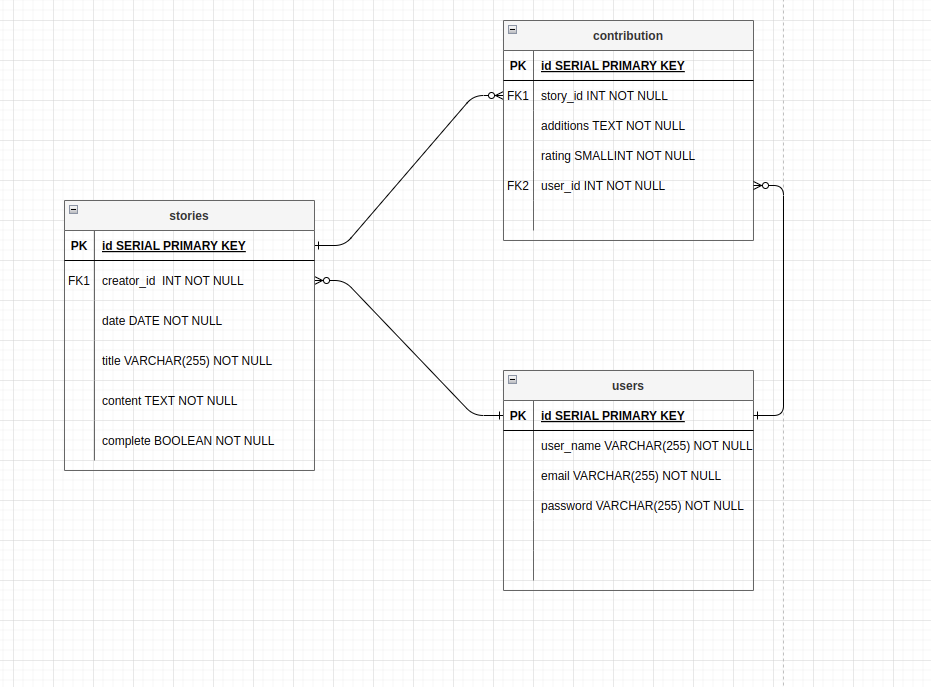 contribution
PK id SERIAL PRIMARY KEY
FK1 story_id INT NOT NULL
additions TEXT NOT NULL
rating SMALLINT NOT NULL
FK2 user_id INT NOT NULL
stories
PK id SERIAL PRIMARY KEY
FK1 creator_id  INT NOT NULL
date DATE NOT NULL
title VARCHAR(255) NOT NULL
content TEXT NOT NULL
complete BOOLEAN NOT NULL
users
PK id SERIAL PRIMARY KEY
user_name VARCHAR(255) NOT NULL
email VARCHAR(255) NOT NULL
password VARCHAR(255) NOT NULL